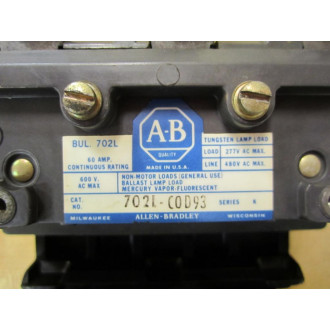 BUL. 702L
60 AMP.
CONTINUOUS RATING
600 V.
AC MAX
A-B
QUALITY
MADE IN U.S.A.
TUNGSTEN LAMP LOAD
LOAD 277V AC MAX.
LINE 480V AC MAX.
NON-MOTOR LOADS (GENERAL USE)
BALLAST LAMP LOAD
MERCURY VAPOR-FLUORESCENT
CAT.
NO. 702L-COD93 SERIES K
MILWAUKEE ALLEN-BRADLEY WISCONSIN